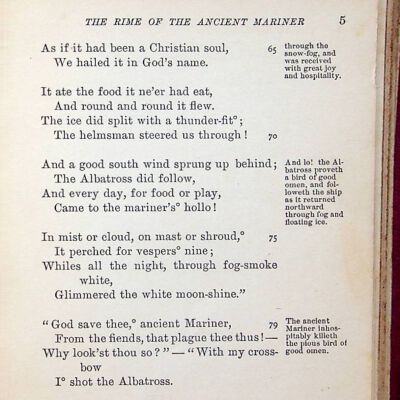 THE RIME OF THE ANCIENT MARINER 5
As if it had been a Christian soul, 65
We hailed it in God's name.
through the
snow-fog, and
was received
with great joy
and hospitality.
It ate the food it ne'er had eat,
And round and round it flew.
The ice did split with a thunder-fit°;
The helmsman steered us through! 70
And a good south wind sprung up behind;
The Albatross did follow,
And every day, for food or play,
Came to the mariner's° hollo!
And lo! the Al-
batross proveth
a bird of good
omen, and fol-
loweth the ship
as it returned
northward
through fog and
floating ice.
In mist or cloud, on mast or shroud,° 75
It perched for vespers° nine;
Whiles all the night, through fog-smoke
white,
Glimmered the white moon-shine."
"God save thee,° ancient Mariner, 79
From the fiends, that plague thee thus!—
Why look'st thou so?"—"With my cross-
bow
I° shot the Albatross.
The ancient
Mariner inhos-
pitably killeth
the pious bird of
good omen.